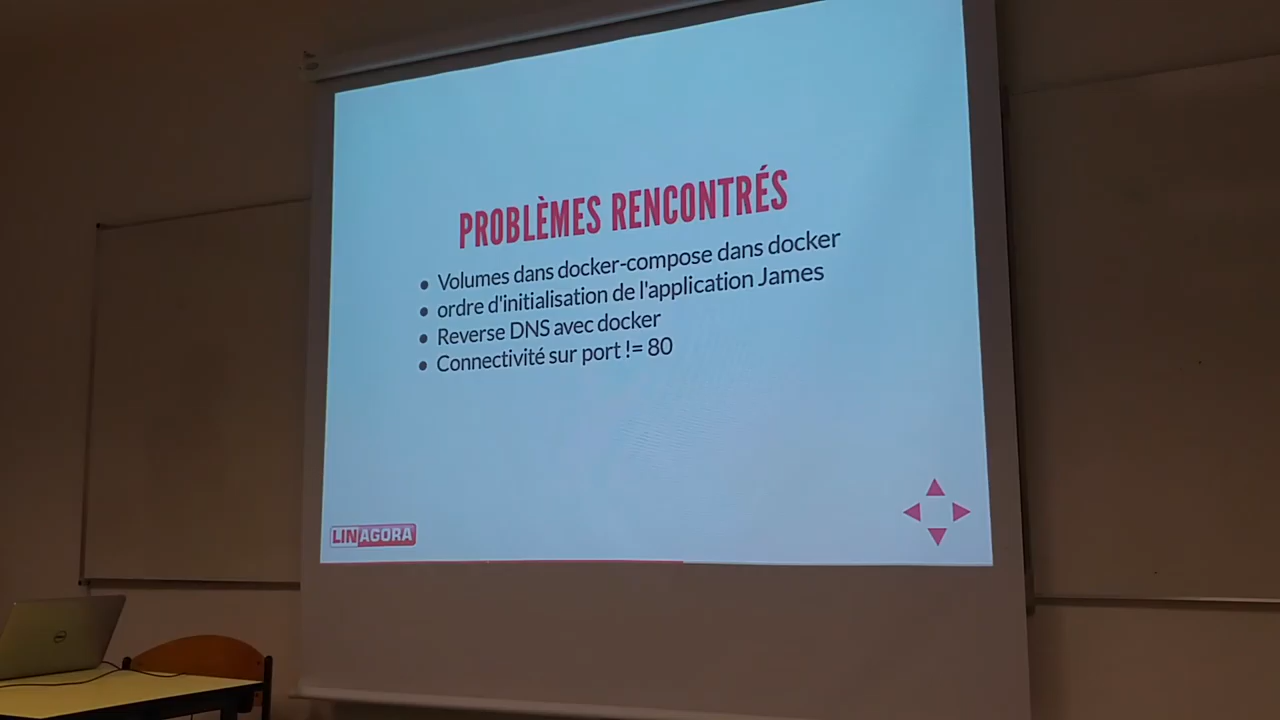 PROBLÈMES RENCONTRÉS
Volumes dans docker-compose dans docker
ordre d'initialisation de l'application James
Reverse DNS avec docker
Connectivité sur port != 80
LINAGORA
DELL